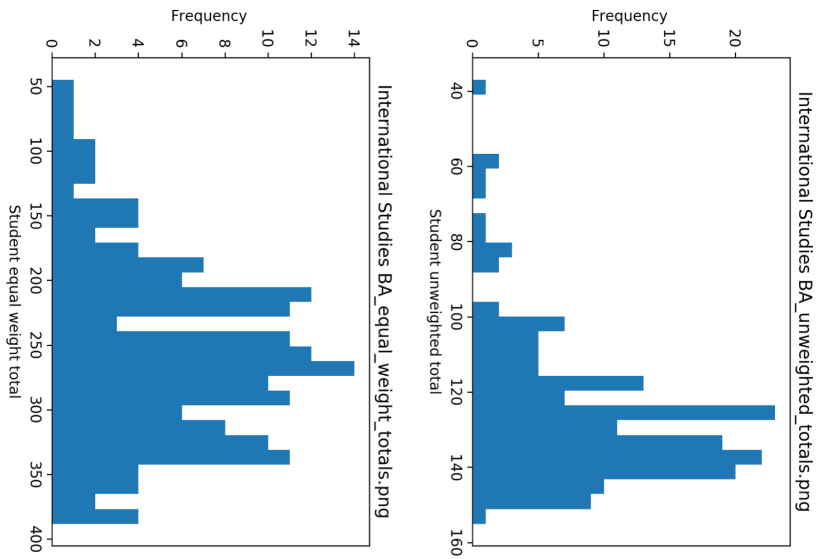 International Studies BA_unweighted_totals.png
Frequency
20
15
10
5
0
40 60 80 100 120 140 160
Student unweighted total
International Studies BA_equal_weight_totals.png
Frequency
14
12
10
8
6
4
2
0
50 100 150 200 250 300 350 400
Student equal weight total